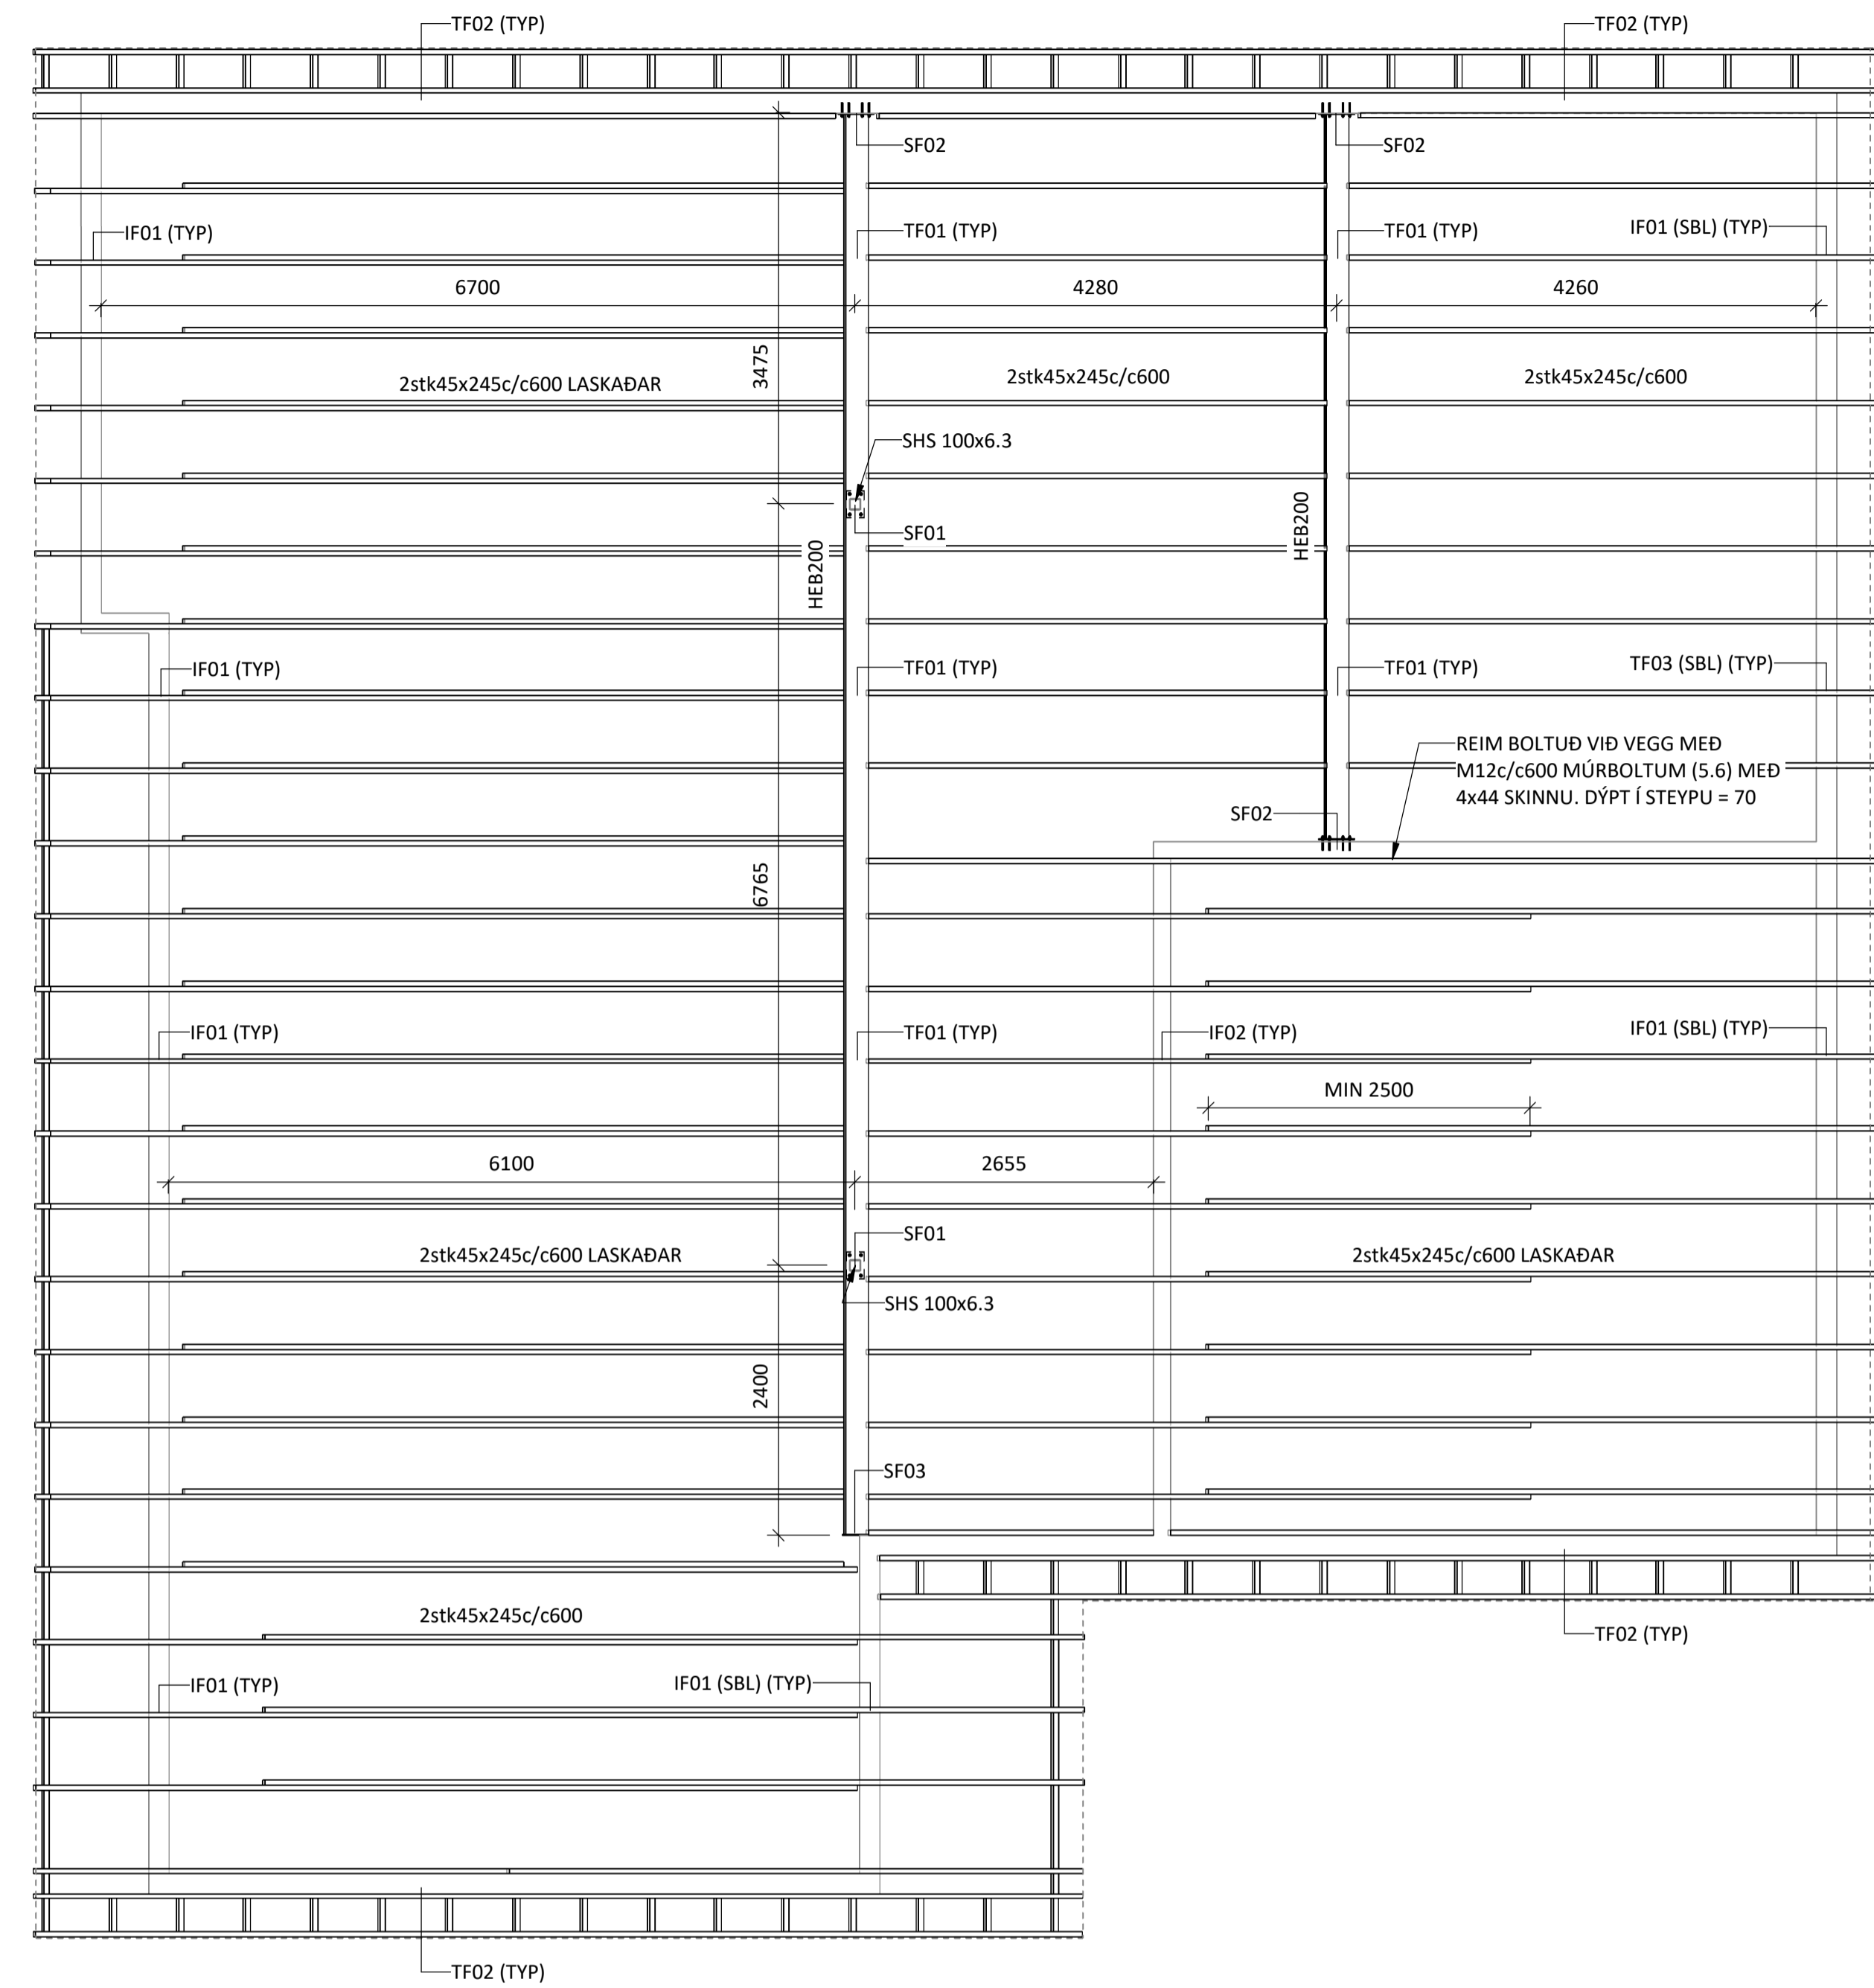 TF02 (TYP)
TF02 (TYP)
SF02
SF02
IF01 (TYP)
TF01 (TYP)
TF01 (TYP)
IF01 (SBL) (TYP)
6700
4280
4260
3475
2stk45x245c/c600 LASKAÐAR
2stk45x245c/c600
2stk45x245c/c600
SHS 100x6.3
SF01
HEB200
HEB200
IF01 (TYP)
TF01 (TYP)
TF01 (TYP)
TF03 (SBL) (TYP)
REIM BOLTUÐ VIÐ VEGG MEÐ
M12c/c600 MÚRBOLTUM (5.6) MEÐ
4x44 SKINNU. DÝPT Í STEYPU = 70
SF02
6765
IF01 (TYP)
TF01 (TYP)
IF02 (TYP)
IF01 (SBL) (TYP)
MIN 2500
6100
2655
SF01
2stk45x245c/c600 LASKAÐAR
2stk45x245c/c600 LASKAÐAR
SHS 100x6.3
2400
SF03
2stk45x245c/c600
TF02 (TYP)
IF01 (TYP)
IF01 (SBL) (TYP)
TF02 (TYP)